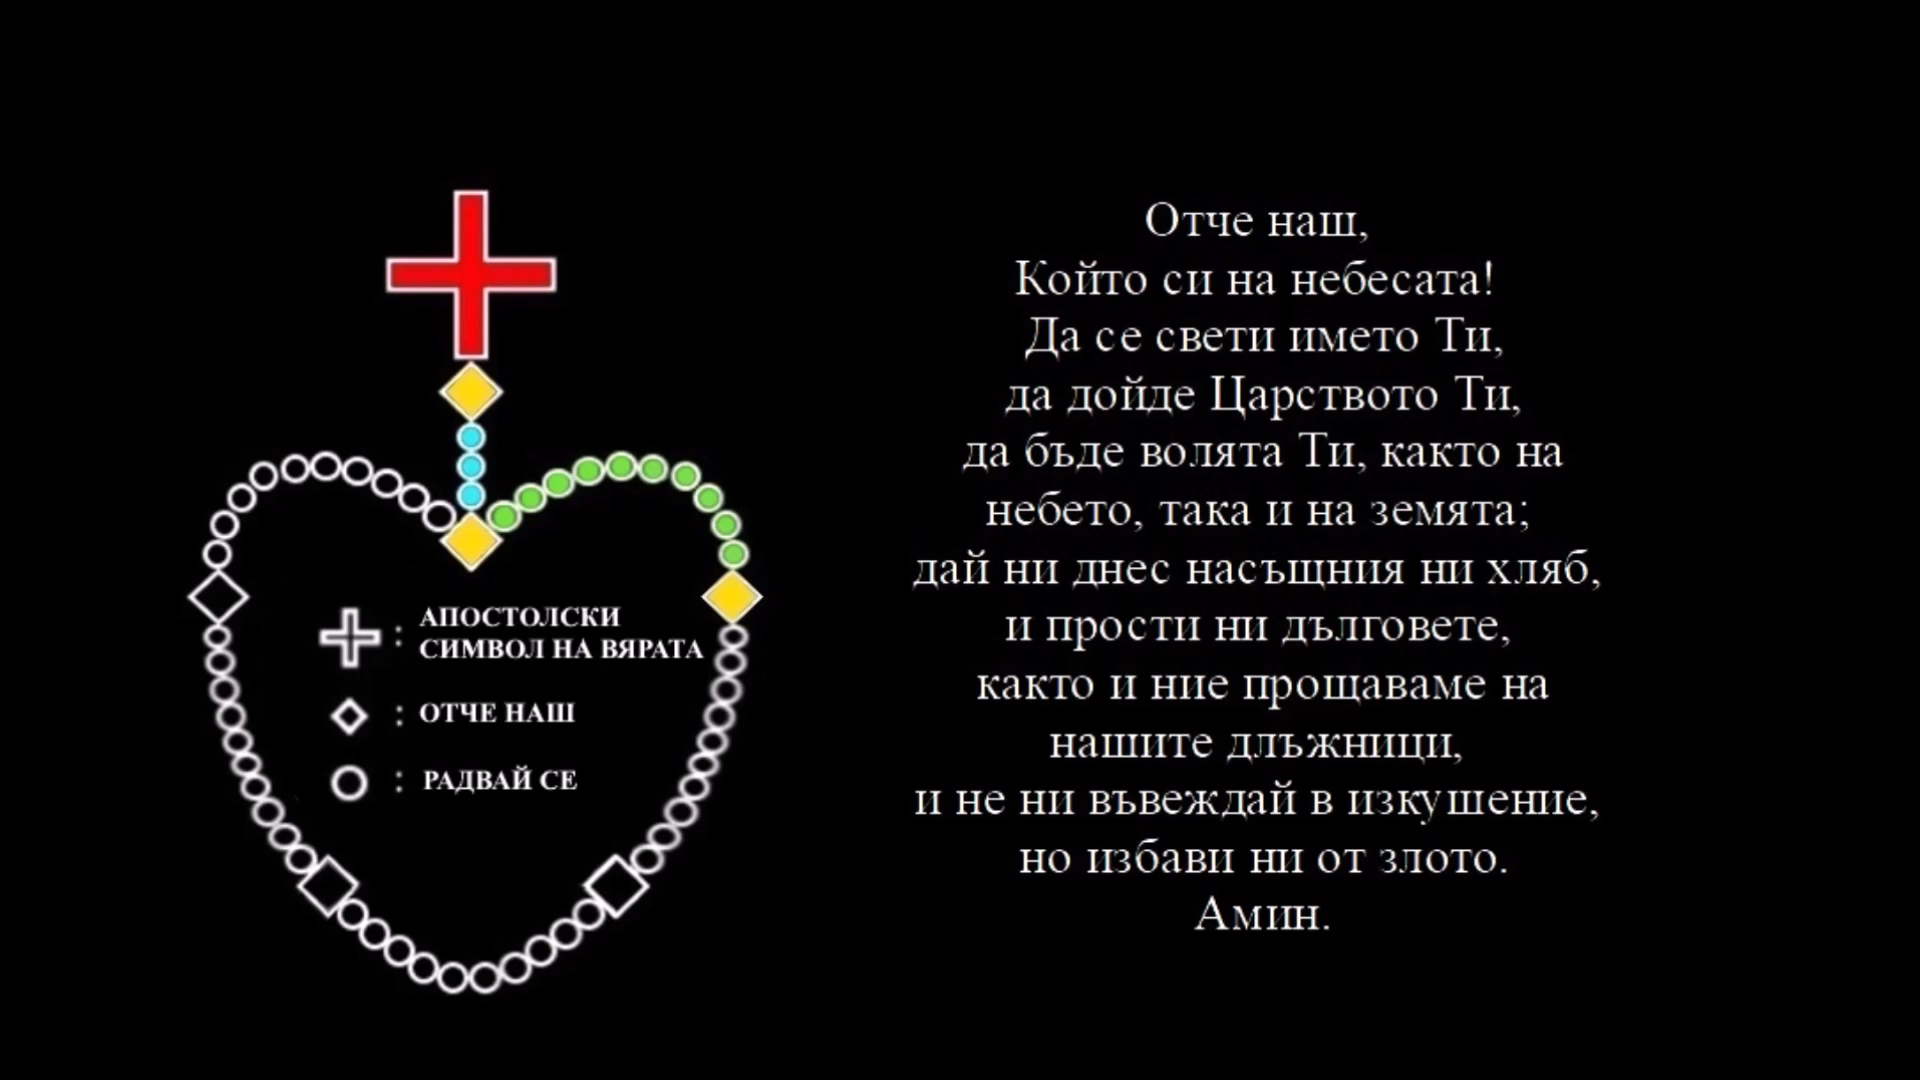 Отче наш,
Който си на небесата!
Да се свети името Ти,
да дойде Царството Ти,
да бъде волята Ти, както на
небето, така и на земята;
дай ни днес насъщния ни хляб,
и прости ни дълговете,
както и ние прощаваме на
нашите длъжници,
и не ни въвеждай в изкушение,
но избави ни от злото.
Амин.
: АПОСТОЛСКИ
СИМВОЛ НА ВЯРАТА
: ОТЧЕ НАШ
: РАДВАЙ СЕ